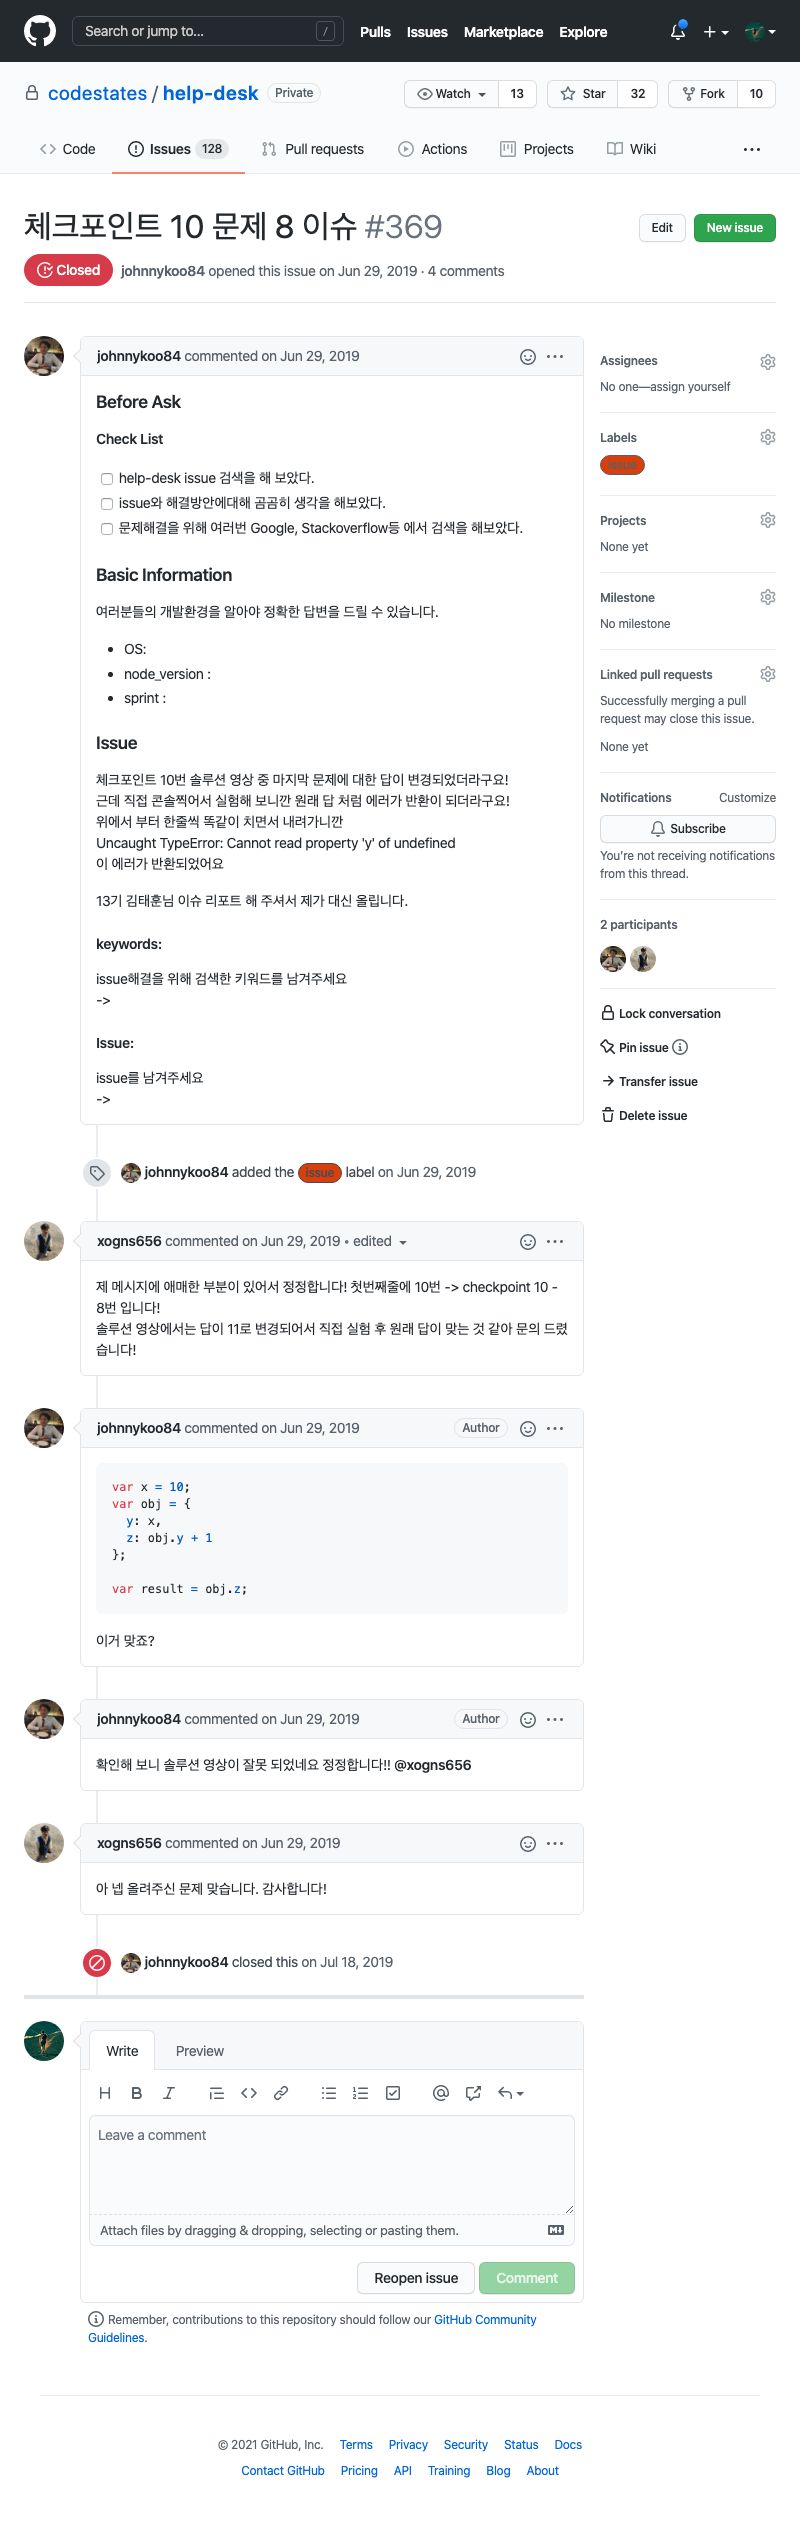 Search or jump to... /
Pulls Issues Marketplace Explore
codestates / help-desk Private
Watch 13 Star 32 Fork 10
Code Issues 128 Pull requests Actions Projects Wiki ...
체크포인트 10 문제 8 이슈 #369
Edit New issue
Closed johnnykoo84 opened this issue on Jun 29, 2019 · 4 comments
johnnykoo84 commented on Jun 29, 2019
Before Ask
Check List
help-desk issue 검색을 해 보았다.
issue와 해결방안에대해 곰곰히 생각을 해보았다.
문제해결을 위해 여러번 Google, Stackoverflow등 에서 검색을 해보았다.
Basic Information
여러분들의 개발환경을 알아야 정확한 답변을 드릴 수 있습니다.
• OS:
• node_version :
• sprint :
Issue
체크포인트 10번 솔루션 영상 중 마지막 문제에 대한 답이 변경되었더라구요!
근데 직접 콘솔찍어서 실험해 보니깐 원래 답 처럼 에러가 반환이 되더라구요!
위에서 부터 한줄씩 똑같이 치면서 내려가니깐
Uncaught TypeError: Cannot read property 'y' of undefined
이 에러가 반환되었어요
13기 김태훈님 이슈 리포트 해 주셔서 제가 대신 올립니다.
keywords:
issue해결을 위해 검색한 키워드를 남겨주세요
->
Issue:
issue를 남겨주세요
->
Assignees
No one—assign yourself
Labels
issue
Projects
None yet
Milestone
No milestone
Linked pull requests
Successfully merging a pull
request may close this issue.
None yet
Notifications Customize
Subscribe
You're not receiving notifications
from this thread.
2 participants
Lock conversation
Pin issue
Transfer issue
Delete issue
johnnykoo84 added the issue label on Jun 29, 2019
xogns656 commented on Jun 29, 2019 • edited
제 메시지에 애매한 부분이 있어서 정정합니다! 첫번째줄에 10번 -> checkpoint 10 -
8번 입니다!
솔루션 영상에서는 답이 11로 변경되어서 직접 실험 후 원래 답이 맞는 것 같아 문의 드렸
습니다!
johnnykoo84 commented on Jun 29, 2019 Author
var x = 10;
var obj = {
y: x,
z: obj.y + 1
};
var result = obj.z;
이거 맞죠?
johnnykoo84 commented on Jun 29, 2019 Author
확인해 보니 솔루션 영상이 잘못 되었네요 정정합니다!! @xogns656
xogns656 commented on Jun 29, 2019
아 넵 올려주신 문제 맞습니다. 감사합니다!
johnnykoo84 closed this on Jul 18, 2019
Write Preview
Leave a comment
Attach files by dragging & dropping, selecting or pasting them.
Reopen issue Comment
Remember, contributions to this repository should follow our GitHub Community
Guidelines.
© 2021 GitHub, Inc. Terms Privacy Security Status Docs
Contact GitHub Pricing API Training Blog About